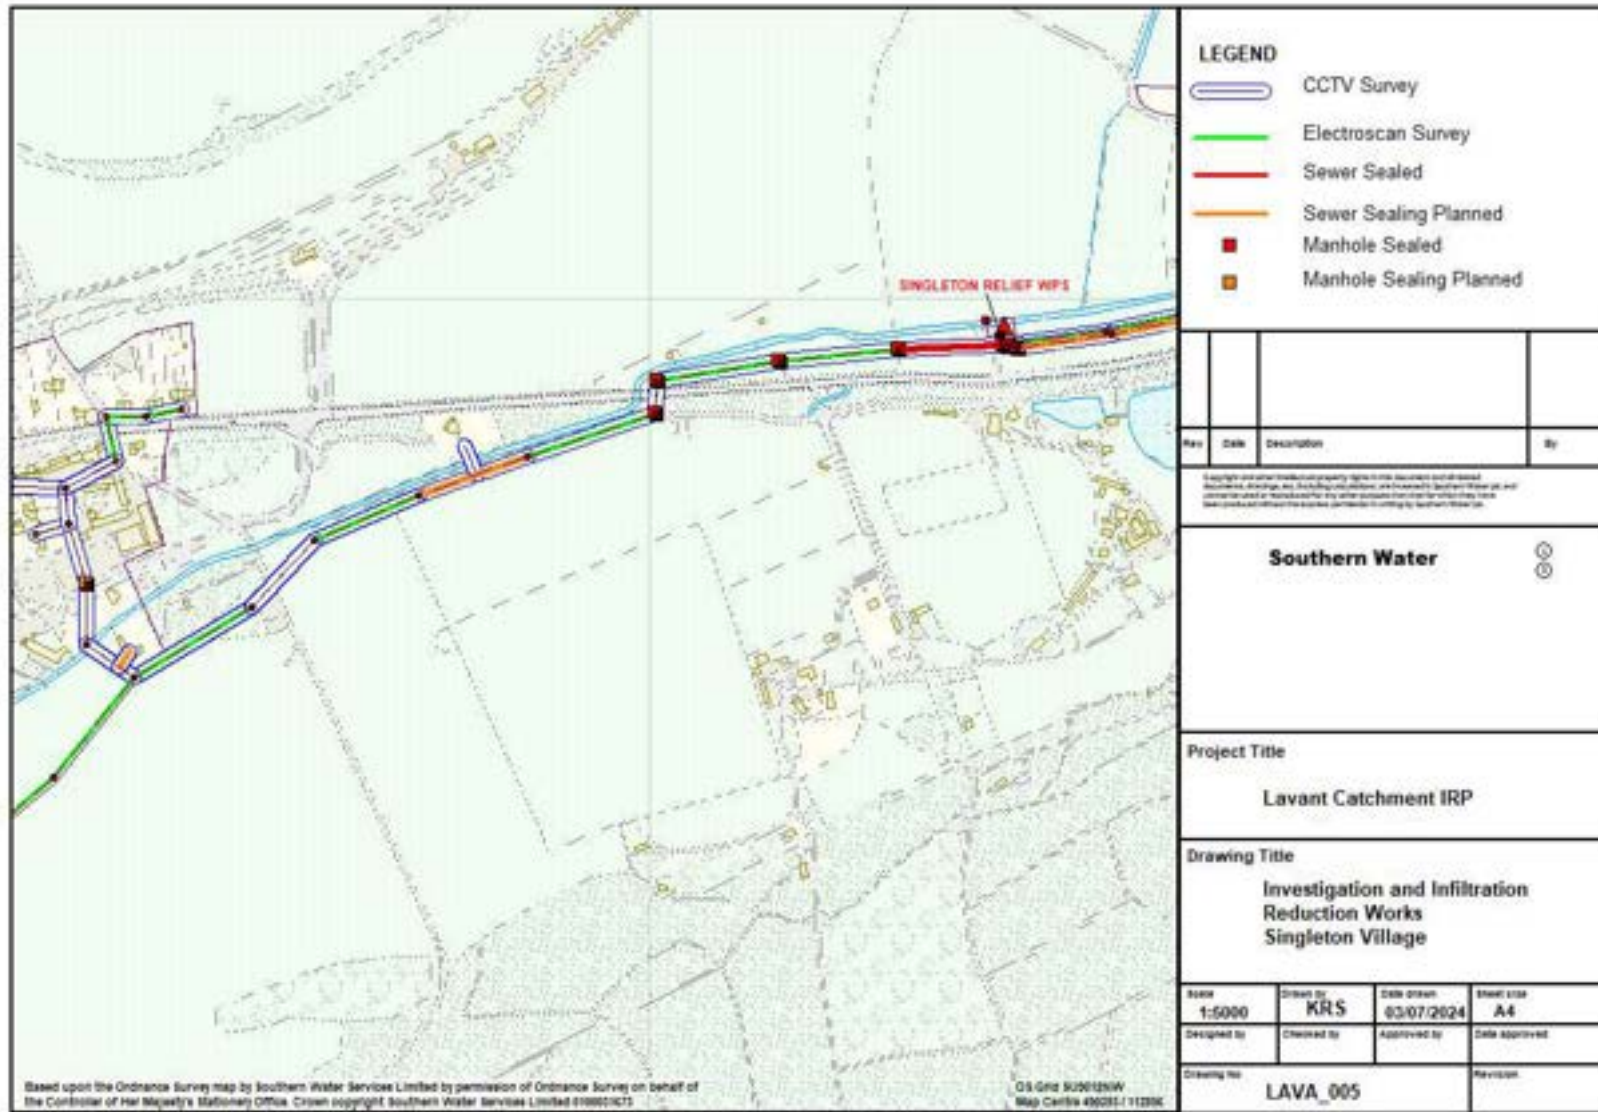 SINGLETON RELIEF WPS
LEGEND
CCTV Survey
Electroscan Survey
Sewer Sealed
Sewer Sealing Planned
Manhole Sealed
Manhole Sealing Planned
Rev Date Description By
Southern Water
Project Title
Lavant Catchment IRP
Drawing Title
Investigation and Infiltration
Reduction Works
Singleton Village
Scale Drawn by Date drawn Sheet size
1:5000 KRS 03/07/2024 A4
Designed by Checked by Approved by Date approved
Drawing No Revision
LAVA_005
Based upon the Ordnance Survey map by Southern Water Services Limited by permission of Ordnance Survey on behalf of
the Controller of Her Majesty's Stationery Office. Crown copyright Southern Water Services Limited
OS Grid
Map Centre